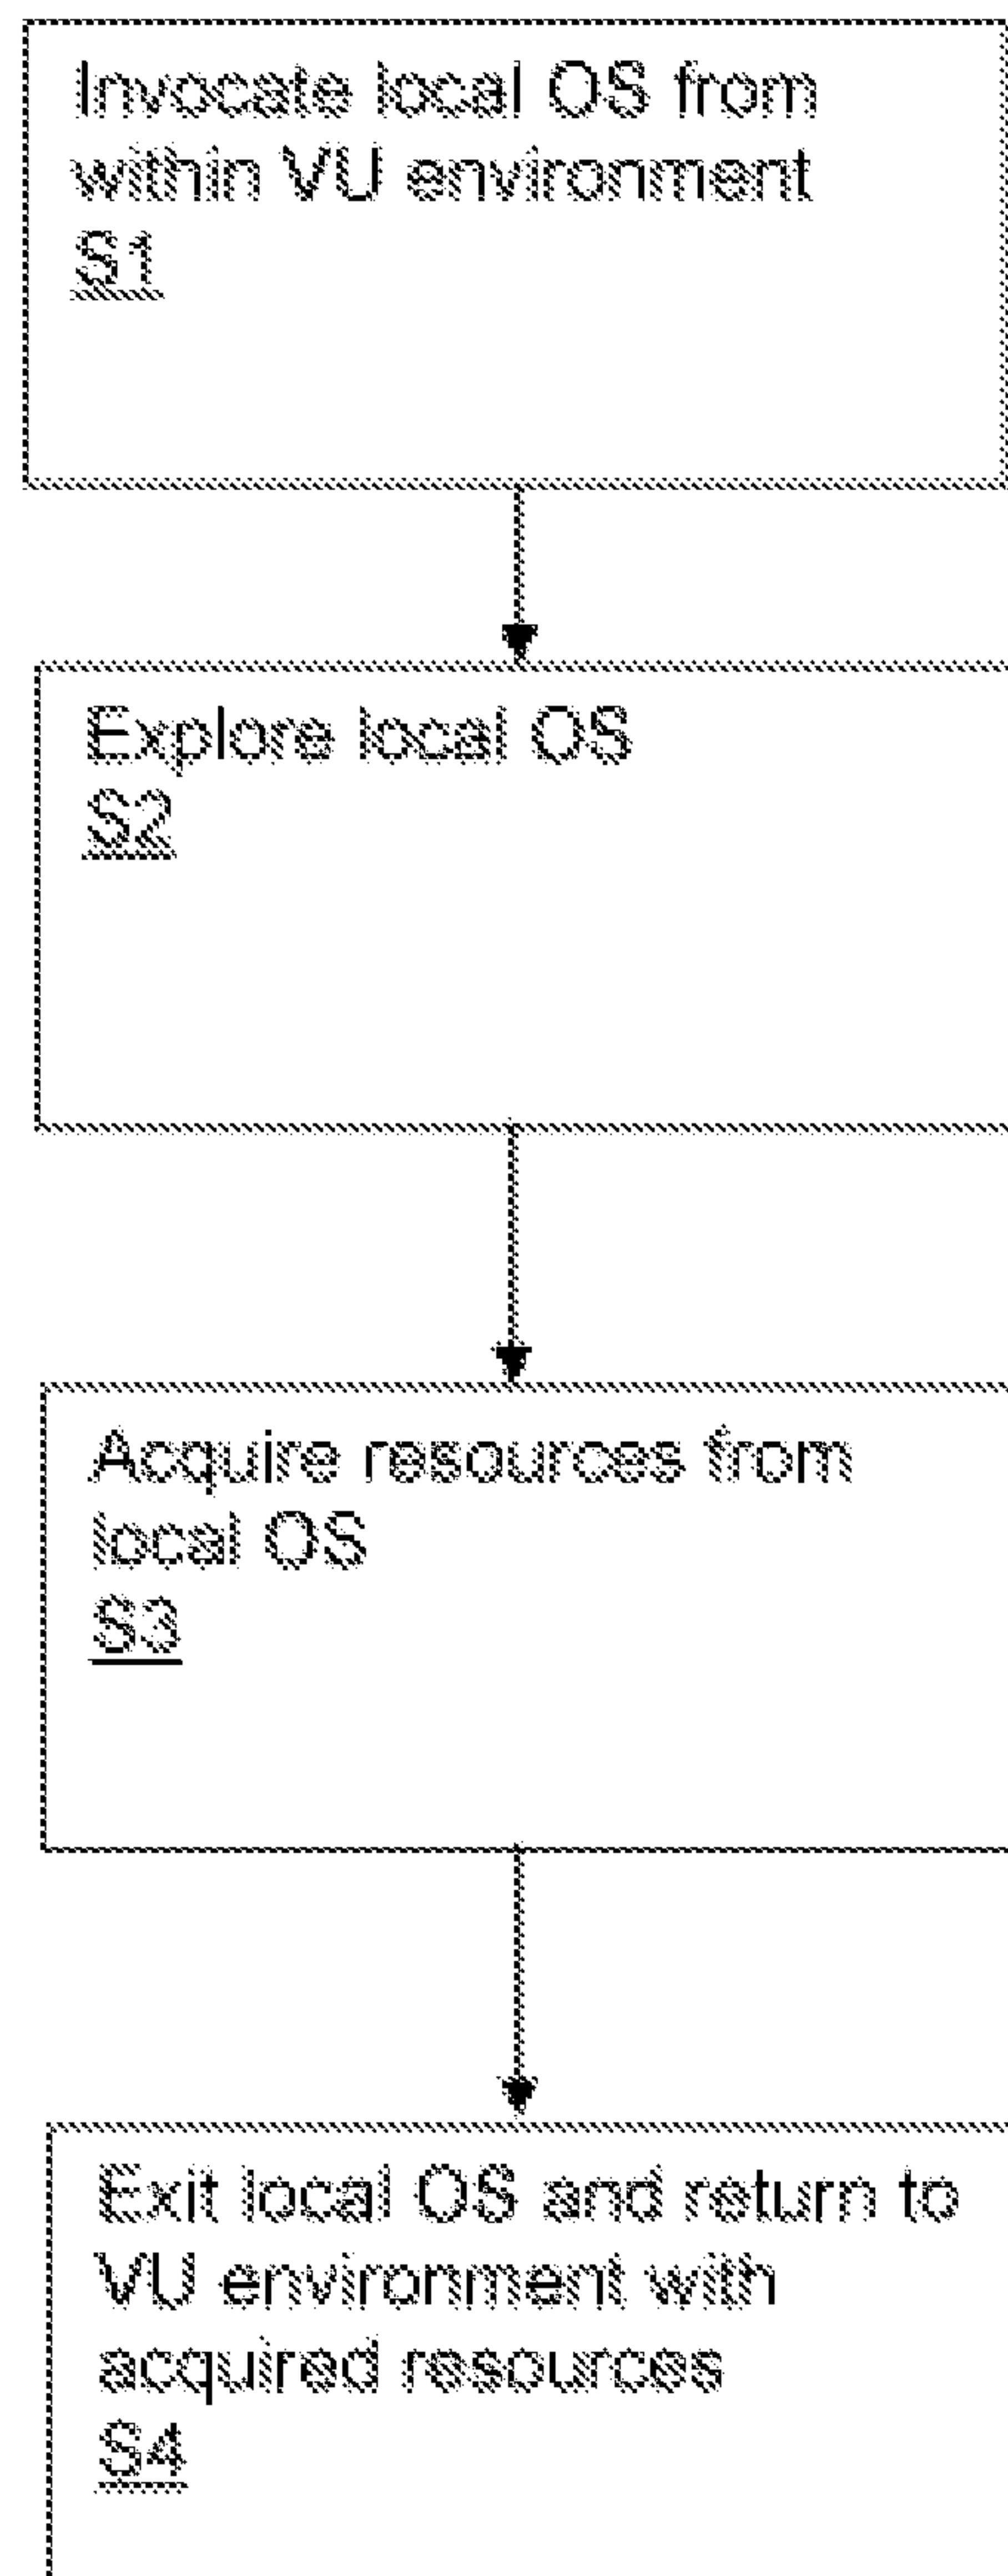 Invocate local OS from
within VU environment
S1
Explore local OS
S2
Acquire resources from
local OS
S3
Exit local OS and return to
VU environment with
acquired resources
S4